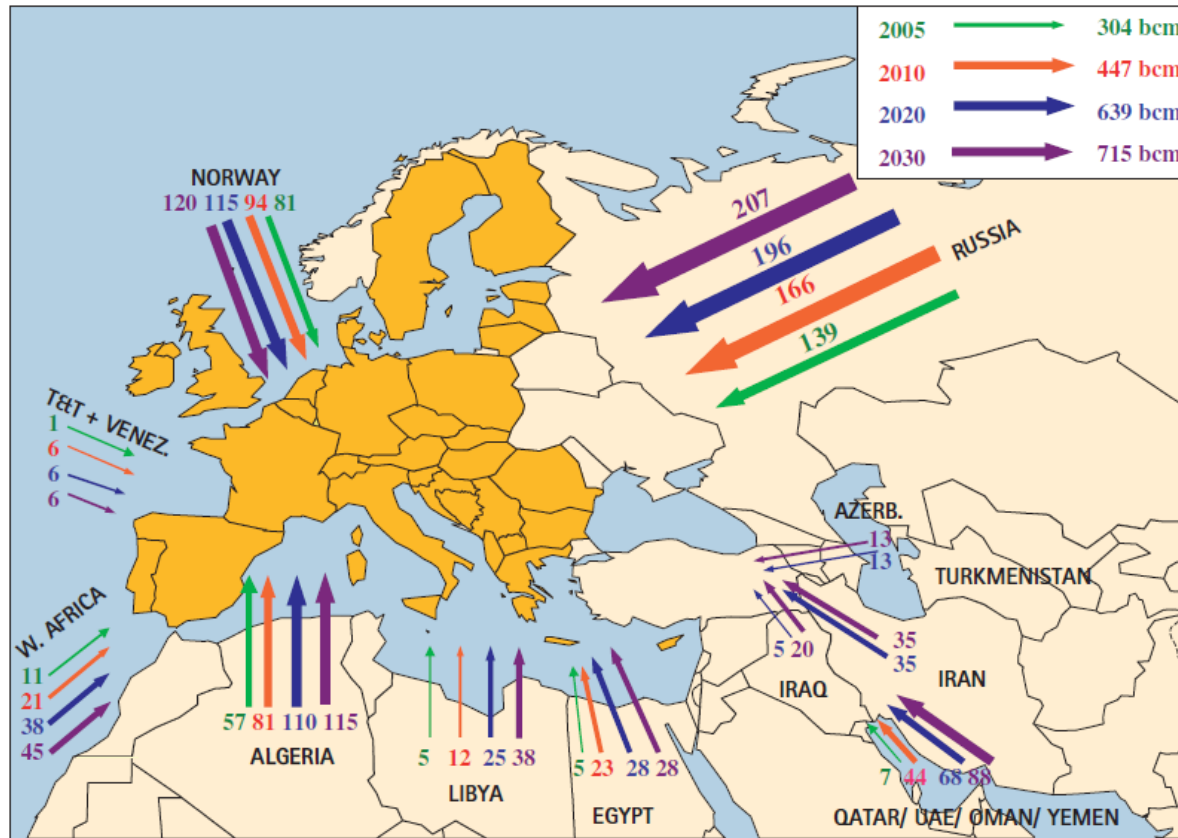 2005 304 bcm
2010 447 bcm
2020 639 bcm
2030 715 bcm
NORWAY
120 115 94 81
207
196
166
139
RUSSIA
T&T + VENEZ.
1
6
6
6
AZERB.
13
13
TURKMENISTAN
W. AFRICA
11
21
38
45
5 20
35
35
IRAQ
IRAN
57 81 110 115
ALGERIA
5 12 25 38
LIBYA
5 23 28 28
EGYPT
7 44 68 88
QATAR/ UAE/ OMAN/ YEMEN